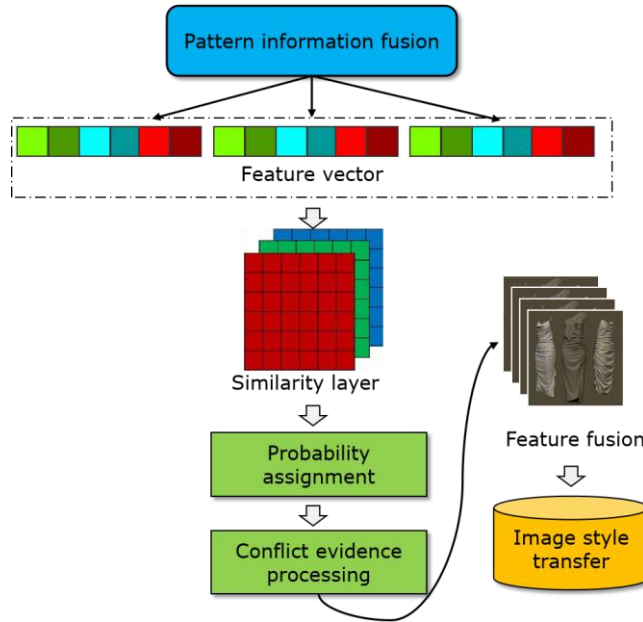 Pattern information fusion
Feature vector
Similarity layer
Probability
assignment
Conflict evidence
processing
Feature fusion
Image style
transfer